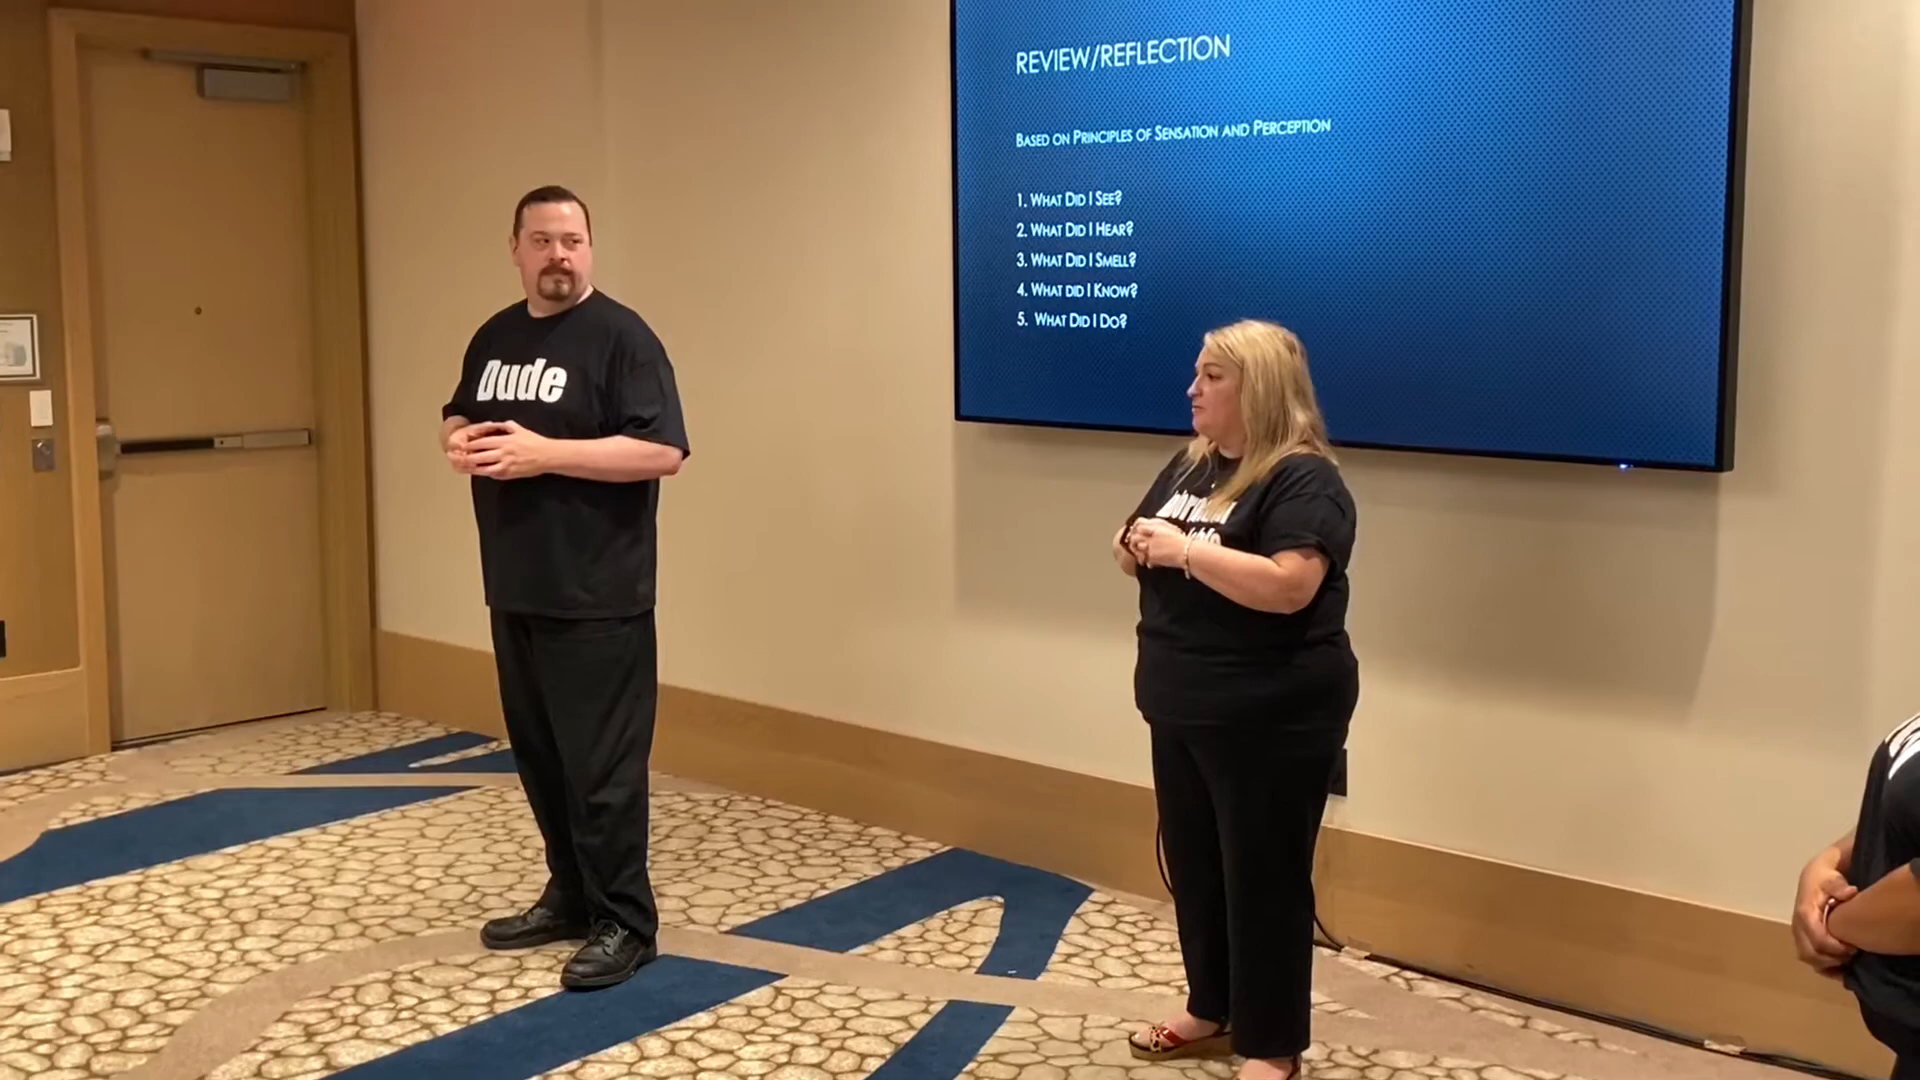 REVIEW/REFLECTION
BASED ON PRINCIPLES OF SENSATION AND PERCEPTION
1. WHAT DID I SEE?
2. WHAT DID I HEAR?
3. WHAT DID I SMELL?
4. WHAT DID I KNOW?
5. WHAT DID I DO?
Dude